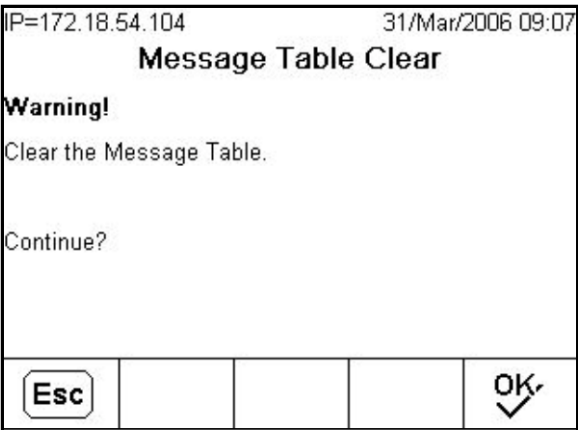 IP=172.18.54.104 31/Mar/2006 09:07
Message Table Clear
Warning!
Clear the Message Table.
Continue?
Esc OK